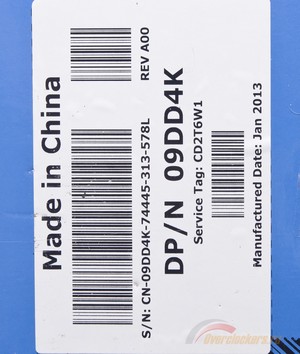 Made in China
REV A00
S/N: CN-09DD4K-74445-313-578L
DP/N 09DD4K
Service Tag: CD2T6W1
Manufactured Date: Jan 2013
Overclockers